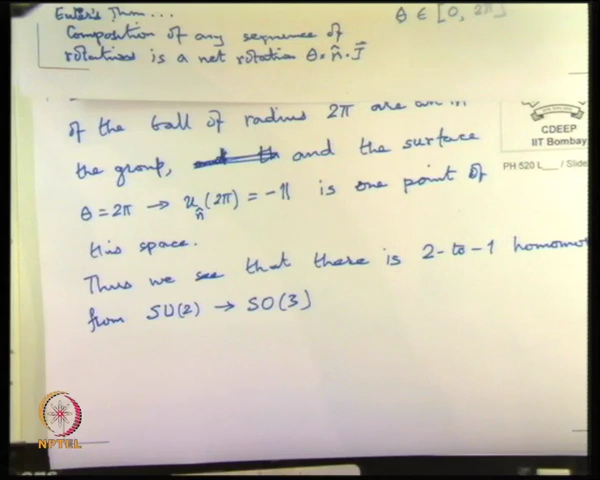 Euler's Thm...
θ ∈ [0, 2π]
Composition of any sequence of
rotations is a net rotation θ. n̂. J⃗
of the ball of radius 2π are all in
the group, and the surface
θ = 2π → U_n̂(2π) = -1 is one point of
this space.
Thus we see that there is 2-to-1 homomo
from SU(2) → SO(3)
CDEEP
IIT Bombay
PH 520 L___ / Slide
NPTEL